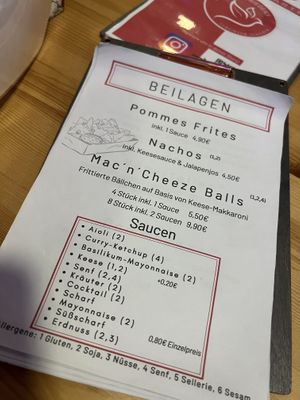 BEILAGEN
Pommes Frites
inkl. 1 Sauce 4,90€
Nachos (1,2)
inkl. Keesesauce & Jalapenjos 4,50€
Mac´n´Cheeze Balls (1,2,4)
Frittierte Bällchen auf Basis von Keese-Makkaroni
4 Stück inkl. 1 Sauce 5,50€
8 Stück inkl. 2 Saucen 9,90€
Saucen
• Aioli (2)
• Curry-Ketchup (4)
• Basilikum-Mayonnaise (2)
• Keese (1,2) +0,20€
• Senf (2,4)
• Kräuter (2)
• Cocktail (2)
• Scharf
• Mayonnaise (2)
• Süßscharf
• Erdnuss (2,3) 0,80€ Einzelpreis
Allergene: 1 Gluten, 2 Soja, 3 Nüsse, 4 Senf, 5 Sellerie, 6 Sesam